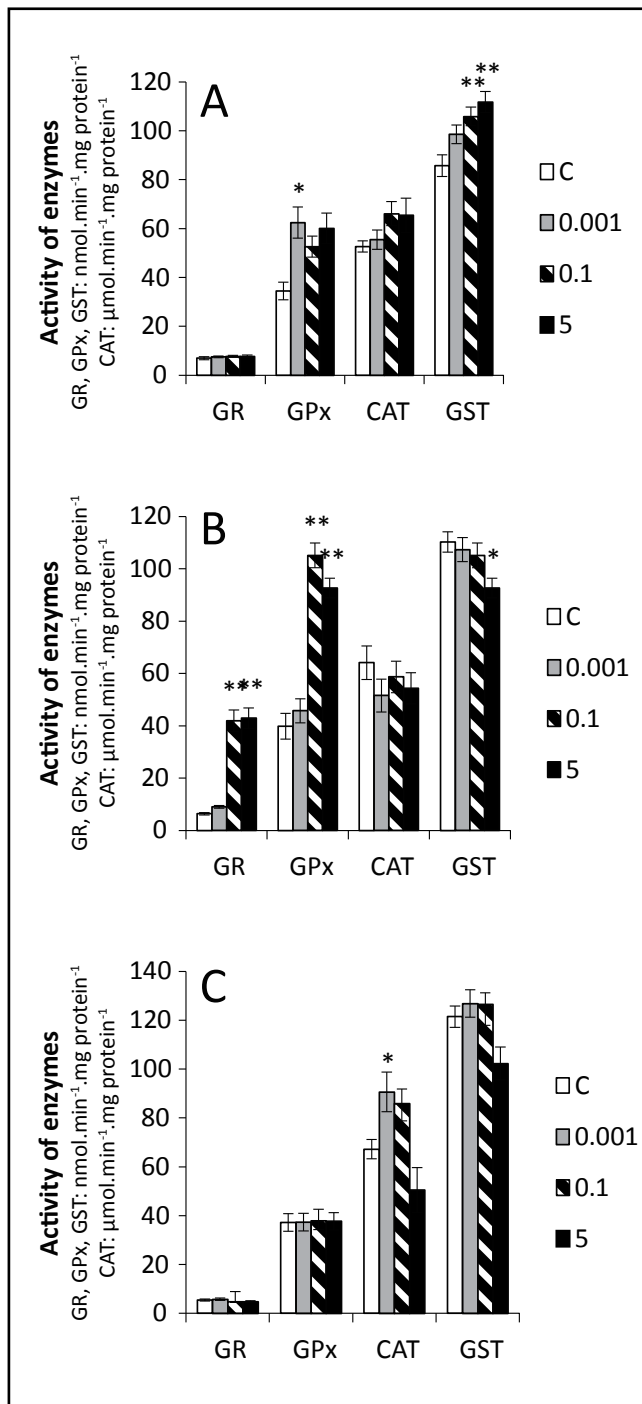 A
Activity of enzymes
GR, GPx, GST: nmol.min⁻¹.mg protein⁻¹
CAT: µmol.min⁻¹.mg protein⁻¹
120
100
80
60
40
20
0
*
**
**
GR GPx CAT GST
C
0.001
0.1
5
B
Activity of enzymes
GR, GPx, GST: nmol.min⁻¹.mg protein⁻¹
CAT: µmol.min⁻¹.mg protein⁻¹
120
100
80
60
40
20
0
**
**
**
**
*
GR GPx CAT GST
C
0.001
0.1
5
C
Activity of enzymes
GR, GPx, GST: nmol.min⁻¹.mg protein⁻¹
CAT: µmol.min⁻¹.mg protein⁻¹
140
120
100
80
60
40
20
0
*
GR GPx CAT GST
C
0.001
0.1
5